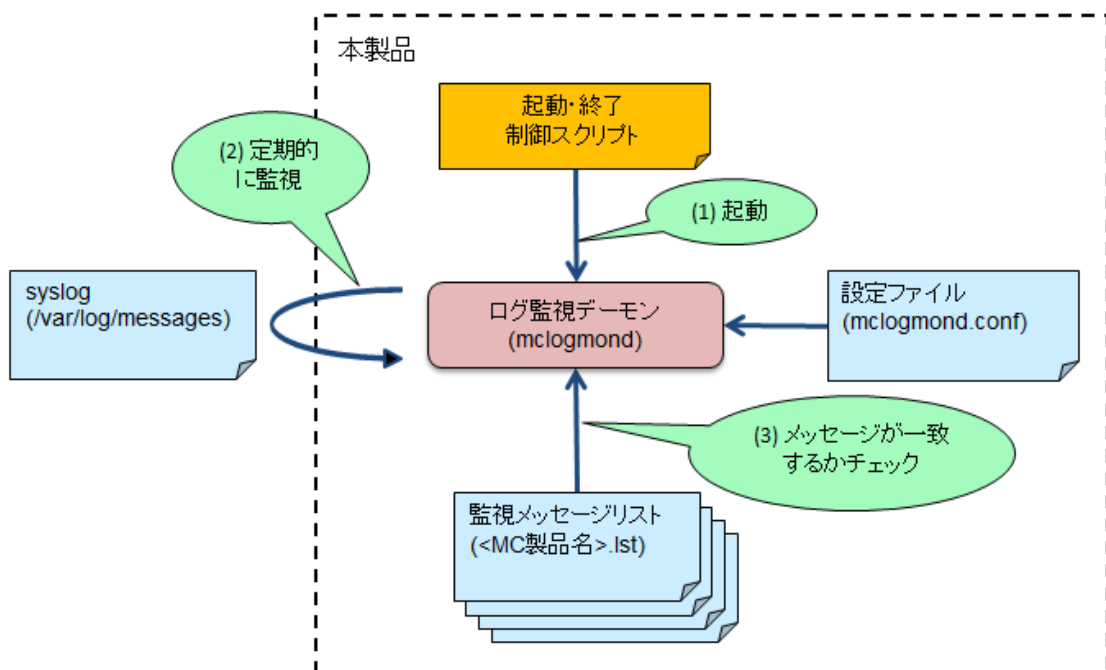 本製品
起動・終了
制御スクリプト
(2) 定期的
に監視
(1) 起動
syslog
(/var/log/messages)
ログ監視デーモン
(mclogmond)
設定ファイル
(mclogmond.conf)
(3) メッセージが一致
するかチェック
監視メッセージリスト
(<MC製品名>.lst)